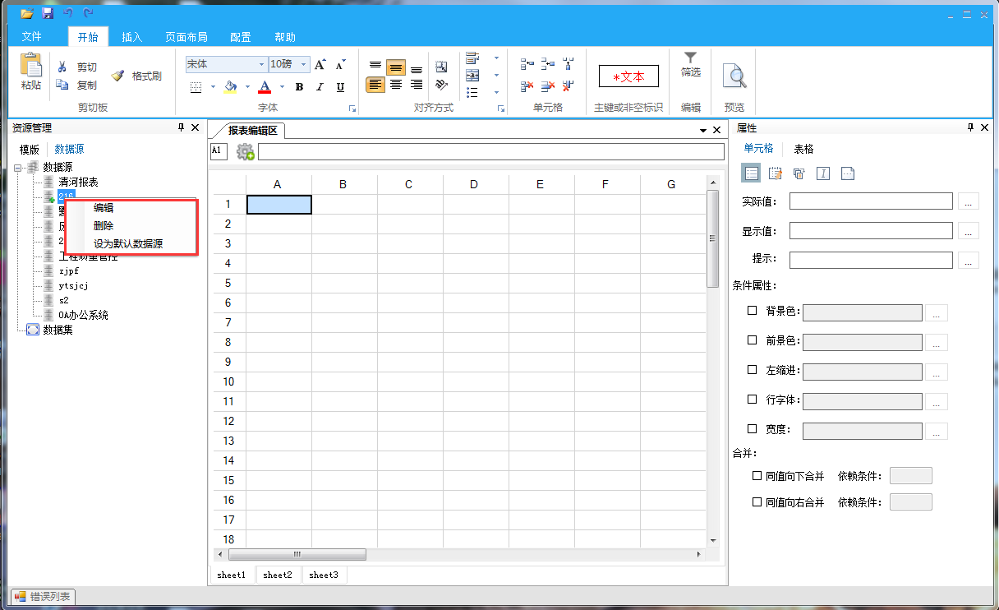 文件 开始 插入 页面布局 配置 帮助
粘贴 剪切 复制 格式刷
宋体 10磅 A A
B I U A
*文本
筛选
剪贴板 字体 对齐方式 单元格 主键或非空标识 编辑 预览
资源管理
模版 数据源
数据源
清河报表
216
编辑
删除
设为默认数据源
2
工程质量管控
zjpf
ytsjcj
s2
OA办公系统
数据集
报表编辑区
A1
A B C D E F G
1
2
3
4
5
6
7
8
9
10
11
12
13
14
15
16
17
18
sheet1 sheet2 sheet3
属性
单元格 表格
实际值: ...
显示值: ...
提示: ...
条件属性:
背景色: ...
前景色: ...
左缩进: ...
行字体: ...
宽度: ...
合并:
同值向下合并 依赖条件:
同值向右合并 依赖条件:
错误列表